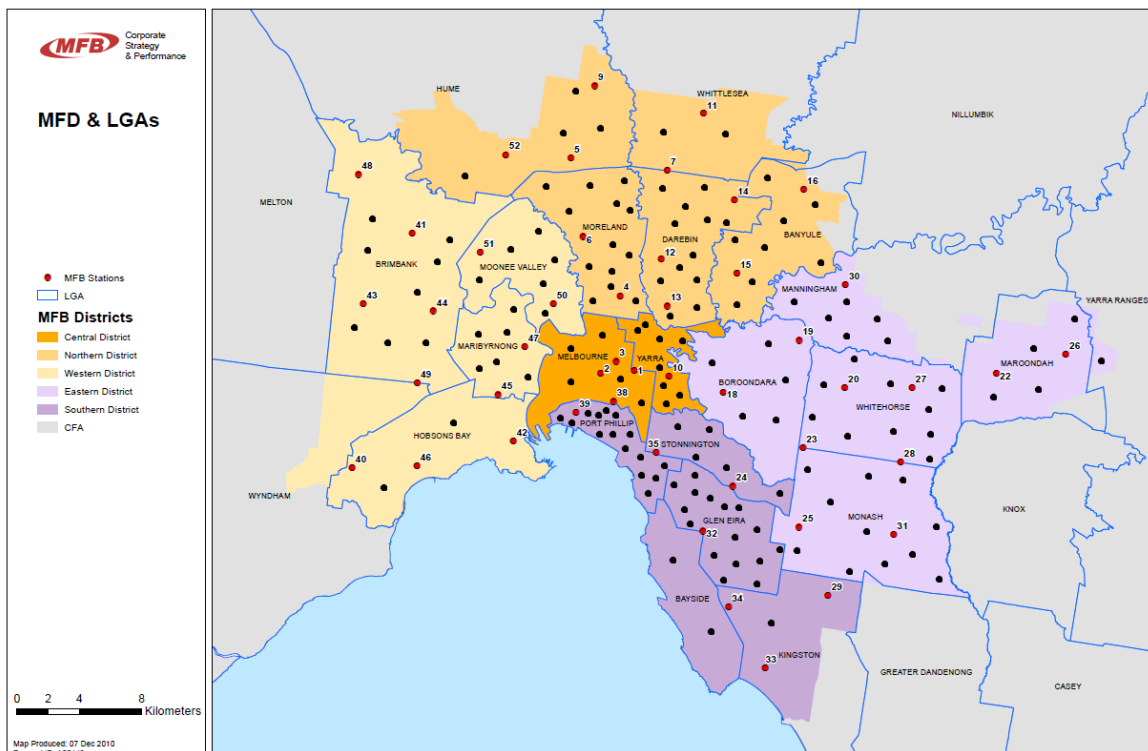 MFB
Corporate
Strategy
& Performance
MFD & LGAs
MFB Stations
LGA
MFB Districts
Central District
Northern District
Western District
Eastern District
Southern District
CFA
0 2 4 8
Kilometers
Map Produced: 07 Dec 2010
9
HUME
WHITTLESEA
11
NILLUMBIK
52
5
7
48
16
14
MELTON
41
MORELAND
6
DAREBIN
BANYULE
51
MOONEE VALLEY
12
BRIMBANK
15
30
MANNINGHAM
43
44
50
4
13
YARRA RANGES
47
MARIBYRNONG
19
26
MELBOURNE
3
YARRA
MAROONDAH
2
1
10
BOROONDARA
22
49
45
18
20
27
WHITEHORSE
39
38
PORT PHILLIP
HOBSONS BAY
42
35
STONNINGTON
23
28
40
46
24
WYNDHAM
KNOX
GLEN EIRA
25
MONASH
32
31
BAYSIDE
34
29
33
KINGSTON
GREATER DANDENONG
CASEY